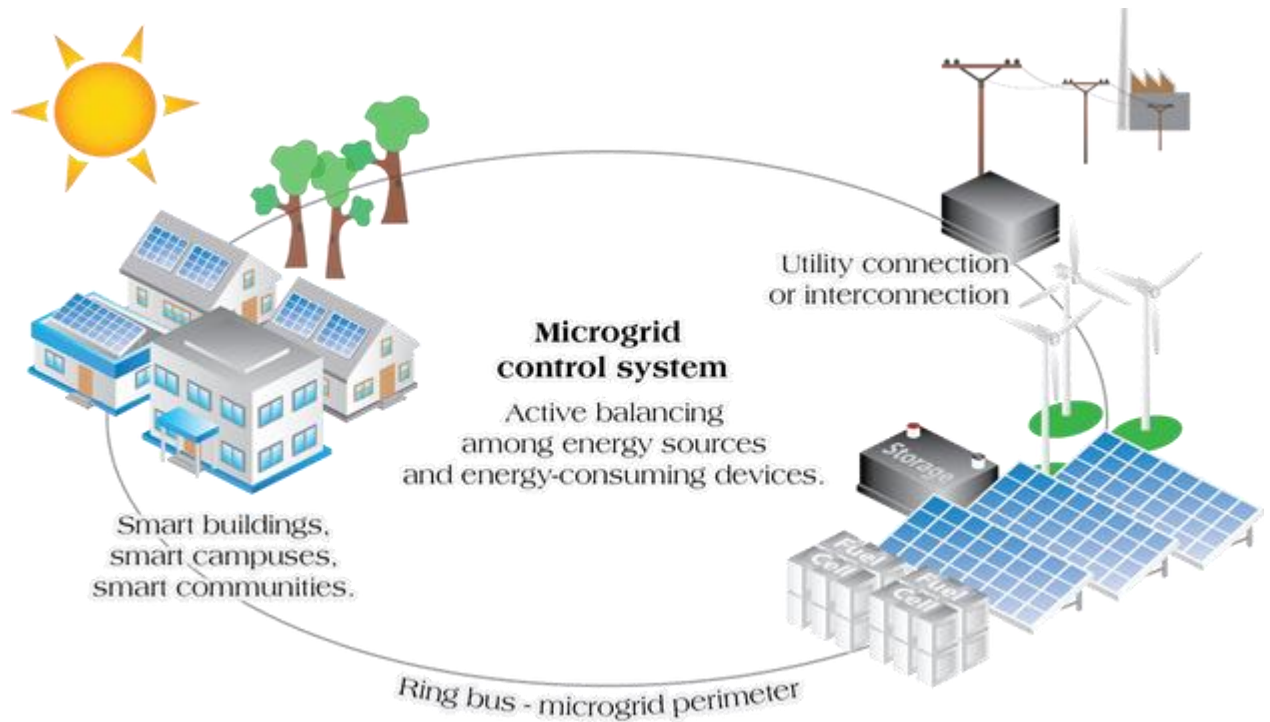 Utility connection
or interconnection
Microgrid
control system
Active balancing
among energy sources
and energy-consuming devices.
Storage
Smart buildings,
smart campuses,
smart communities.
Fuel
Cell
Fuel
Cell
Ring bus - microgrid perimeter